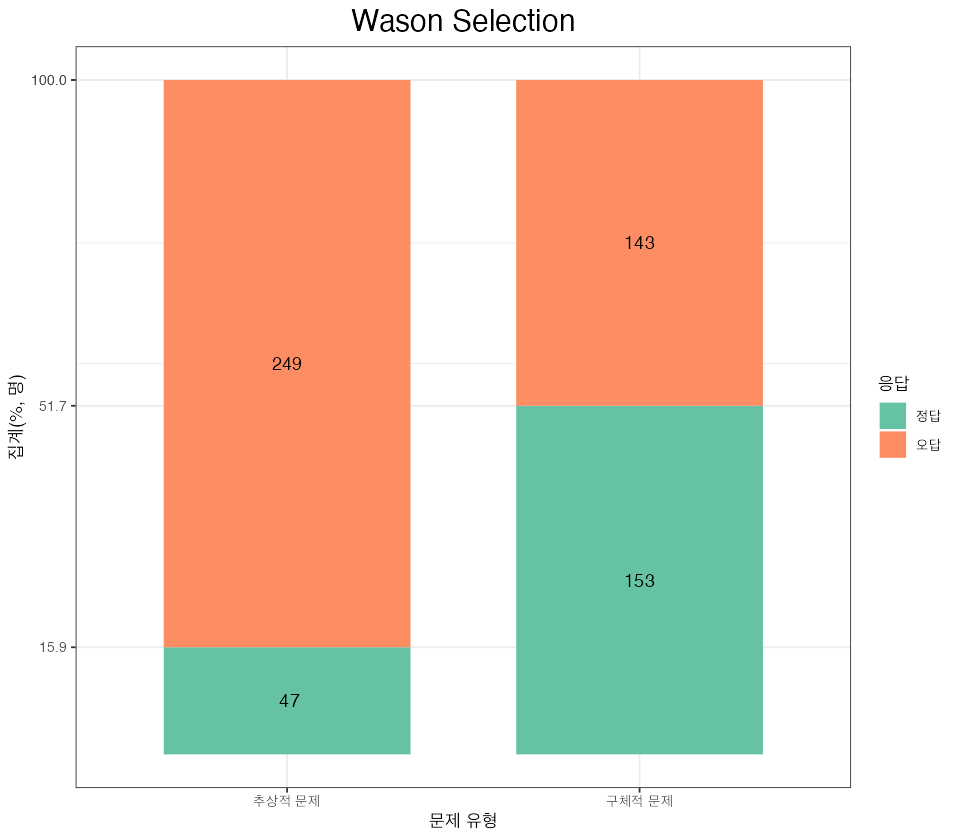 Wason Selection
100.0
51.7
15.9
집계(%, 명)
249
47
143
153
추상적 문제
구체적 문제
문제 유형
응답
정답
오답